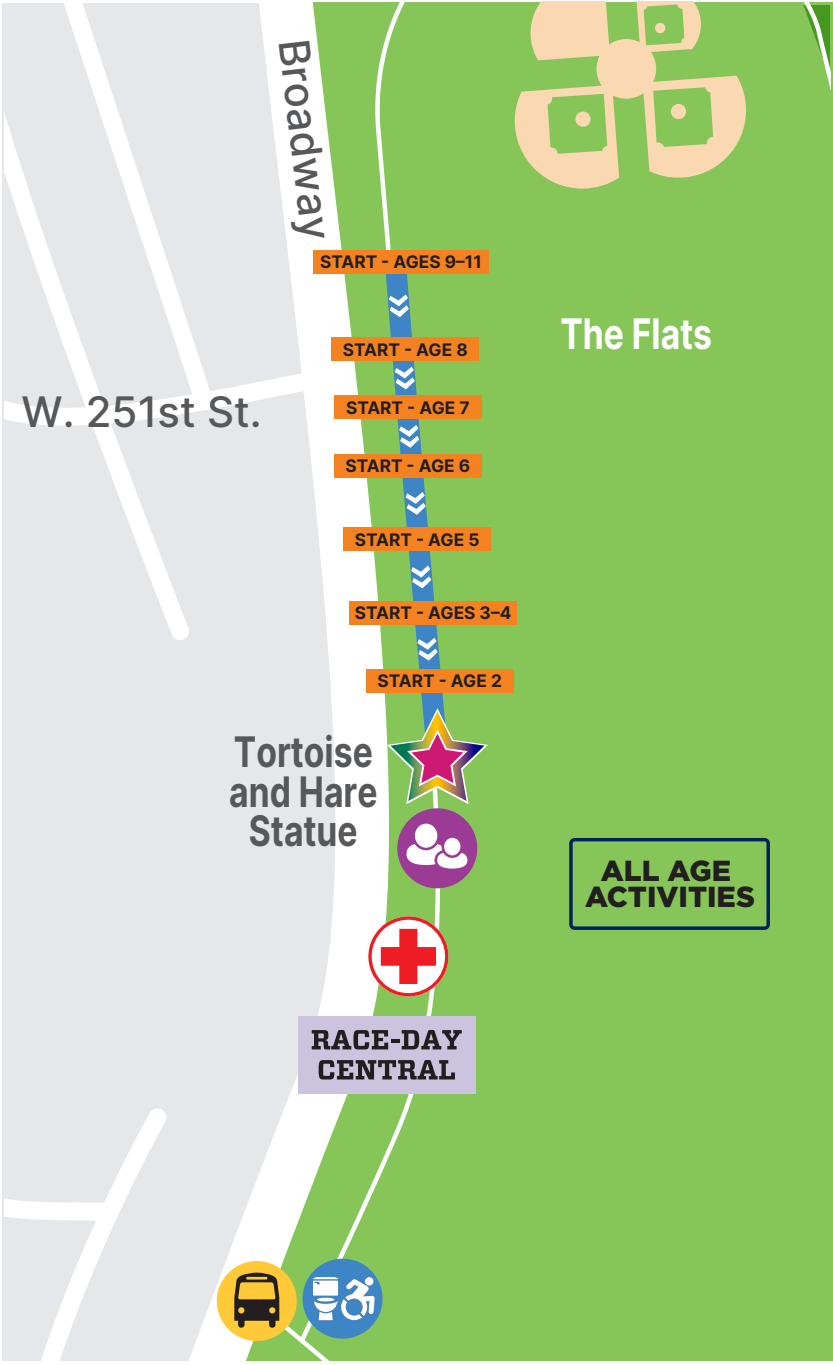 Broadway
START - AGES 9–11
The Flats
START - AGE 8
W. 251st St.
START - AGE 7
START - AGE 6
START - AGE 5
START - AGES 3–4
START - AGE 2
Tortoise
and Hare
Statue
ALL AGE
ACTIVITIES
RACE-DAY
CENTRAL